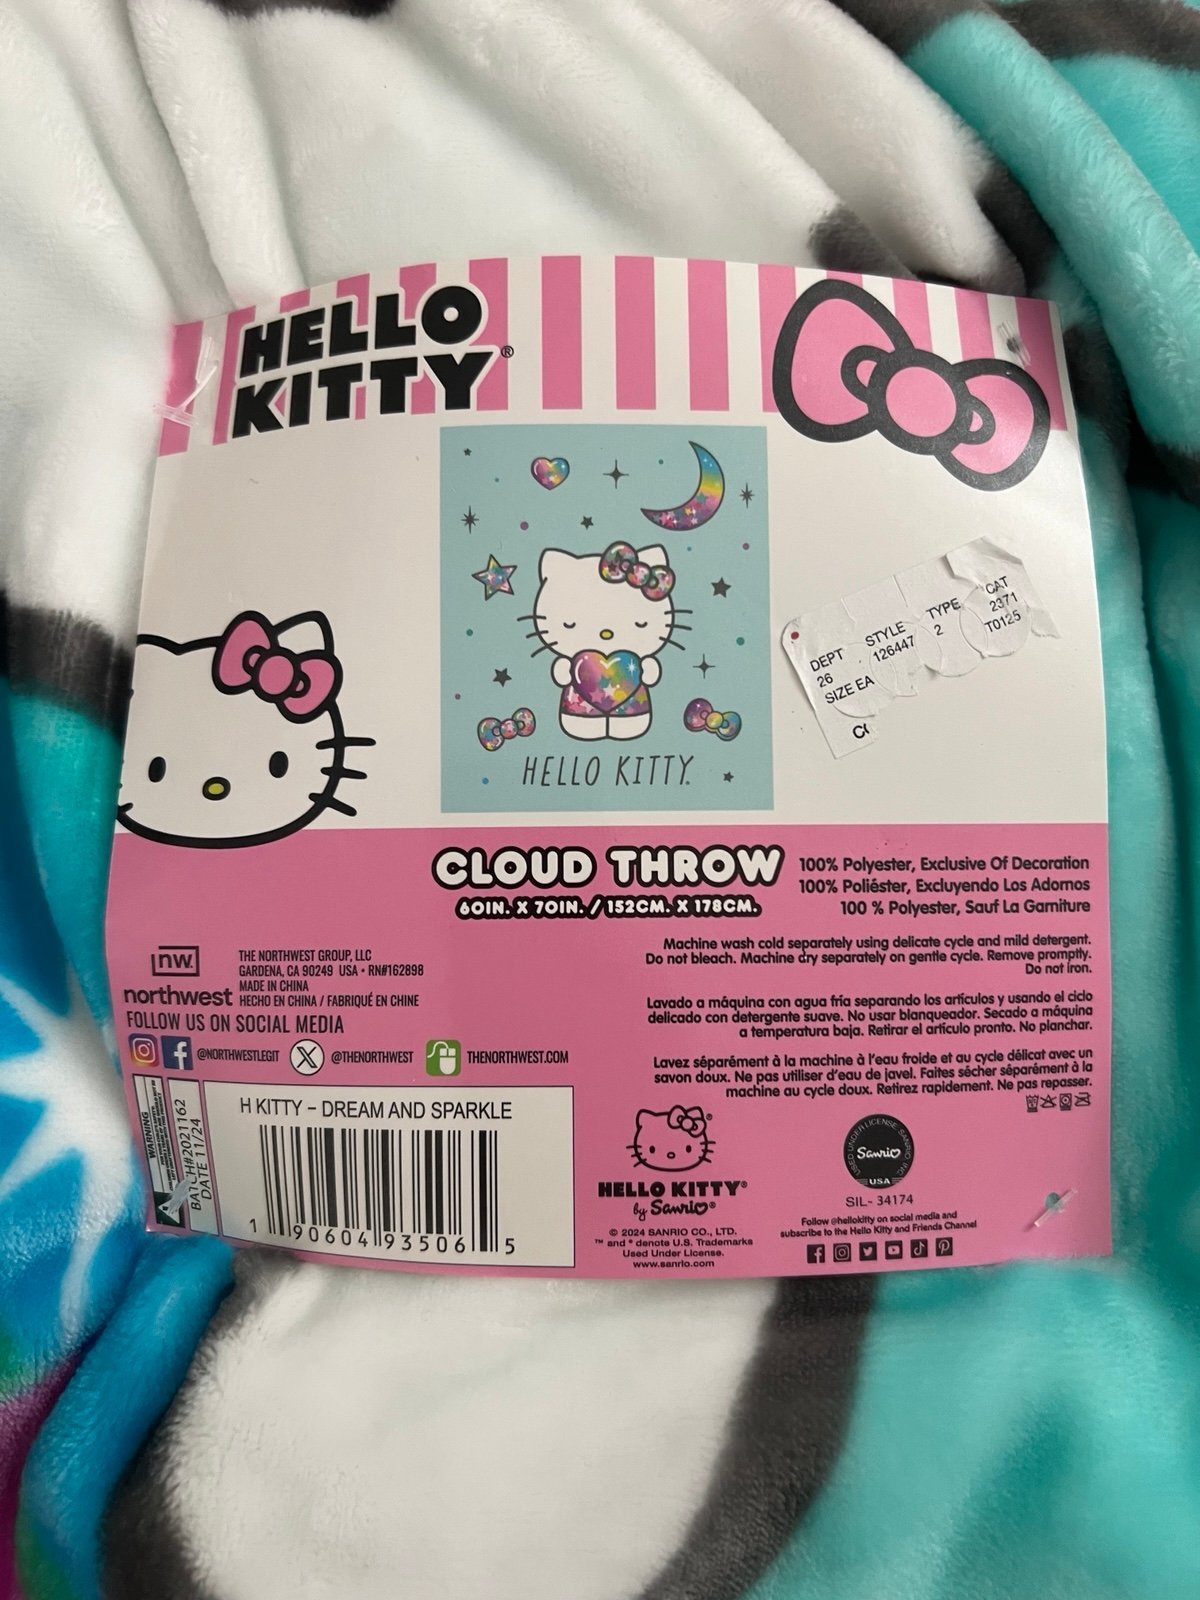 HELLO
KITTY®
HELLO KITTY.
DEPT STYLE TYPE CAT
26 126447 2 2371
SIZE EA T0125
CLOUD THROW
60IN. X 70IN. / 152CM. X 178CM.
100% Polyester, Exclusive Of Decoration
100% Poliéster, Excluyendo Los Adornos
100 % Polyester, Sauf La Garniture
nw.
northwest
THE NORTHWEST GROUP, LLC
GARDENA, CA 90249 USA • RN#162898
MADE IN CHINA
HECHO EN CHINA / FABRIQUÉ EN CHINE
FOLLOW US ON SOCIAL MEDIA
@NORTHWESTLEGIT @THENORTHWEST THENORTHWEST.COM
Machine wash cold separately using delicate cycle and mild detergent.
Do not bleach. Machine dry separately on gentle cycle. Remove promptly.
Do not iron.
Lavado a máquina con agua fría separando los artículos y usando el ciclo
delicado con detergente suave. No usar blanqueador. Secado a máquina
a temperatura baja. Retirar el artículo pronto. No planchar.
Lavez séparément à la machine à l'eau froide et au cycle délicat avec un
savon doux. Ne pas utiliser d'eau de javel. Faites sécher séparément à la
machine au cycle doux. Retirez rapidement. Ne pas repasser.
WARNING
BATCH#2021162
DATE 11/24
H KITTY – DREAM AND SPARKLE
1 90604 93506 5
HELLO KITTY®
by Sanrio®
© 2024 SANRIO CO., LTD.
™ and ® denote U.S. Trademarks
Used Under License.
www.sanrio.com
USED UNDER LICENSE SANRIO, INC.
Sanrio
USA
SIL- 34174
Follow @hellokitty on social media and
subscribe to the Hello Kitty and Friends Channel